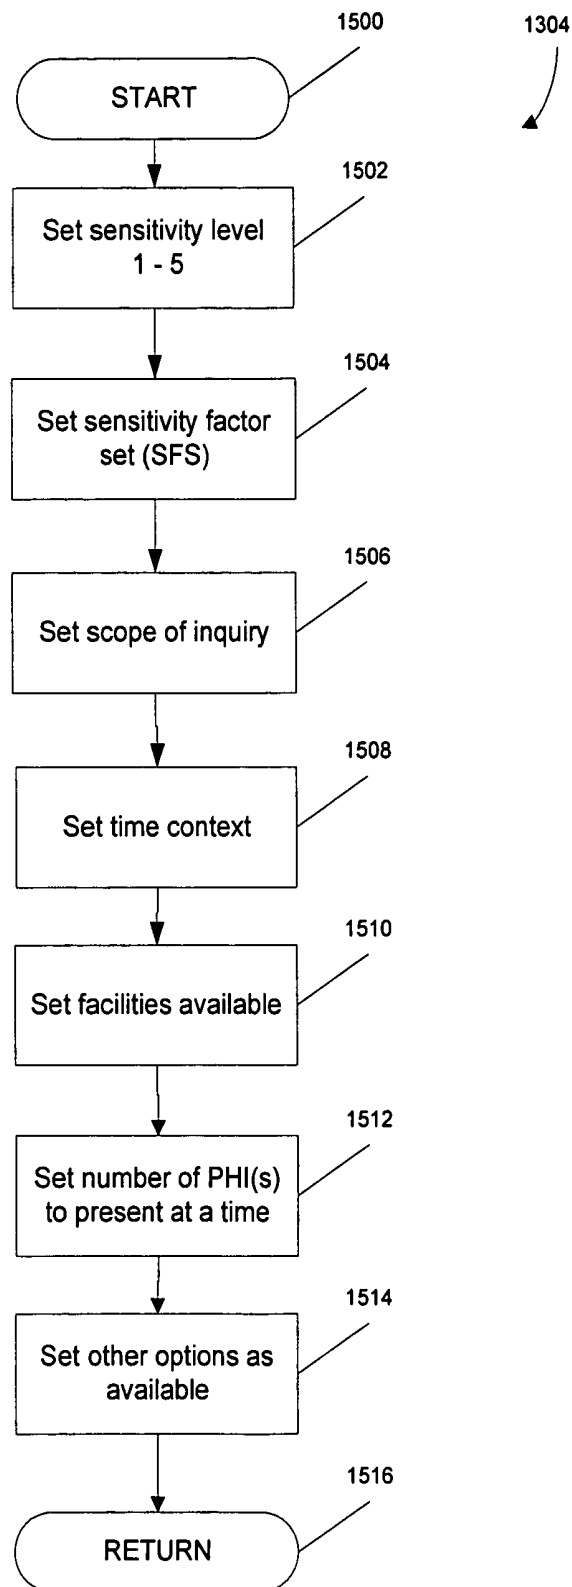 1500
1304
START
1502
Set sensitivity level
1 - 5
1504
Set sensitivity factor
set (SFS)
1506
Set scope of inquiry
1508
Set time context
1510
Set facilities available
1512
Set number of PHI(s)
to present at a time
1514
Set other options as
available
1516
RETURN